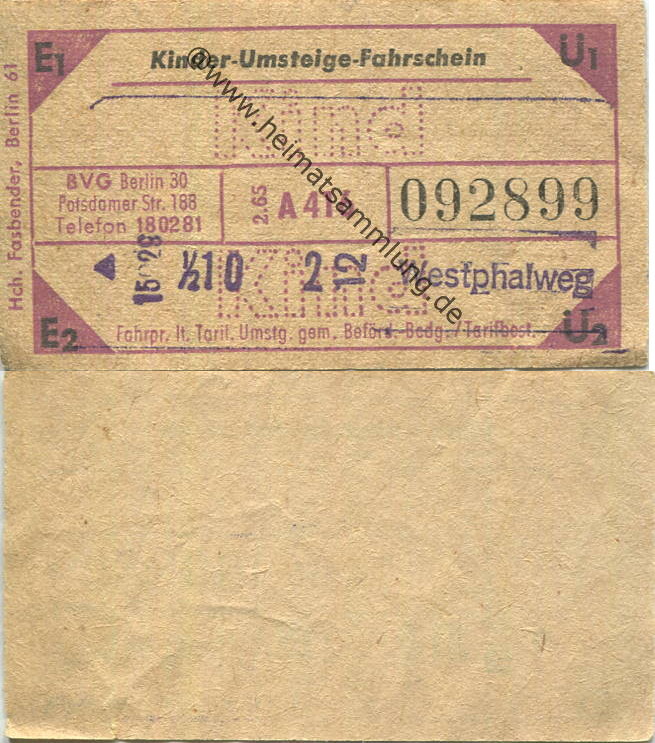 E1 Kinder-Umsteige-Fahrschein U1
Kind
BVG Berlin 30
Potsdamer Str. 188
Telefon 180281
2.65
092899
15 28 ½10 2 12 Westphalweg
Kind
E2 Fahrpr. lt. Tarif. Umstg. gem. Beförd. Bedg./Tarifbest. U2
Hch. Fasbender, Berlin 61
@www.heimatsammlung.de